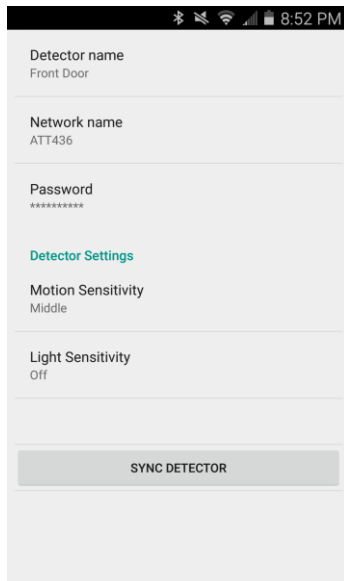 8:52 PM
Detector name
Front Door
Network name
ATT436
Password
**********
Detector Settings
Motion Sensitivity
Middle
Light Sensitivity
Off
SYNC DETECTOR